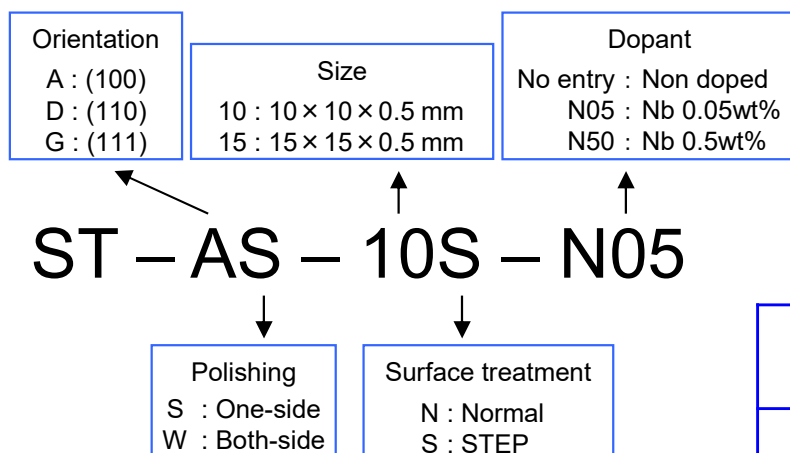 Orientation
A : (100)
D : (110)
G : (111)
Size
10 : 10×10×0.5 mm
15 : 15×15×0.5 mm
Dopant
No entry : Non doped
N05 : Nb 0.05wt%
N50 : Nb 0.5wt%
ST – AS – 10S – N05
Polishing
S : One-side
W : Both-side
Surface treatment
N : Normal
S : STEP